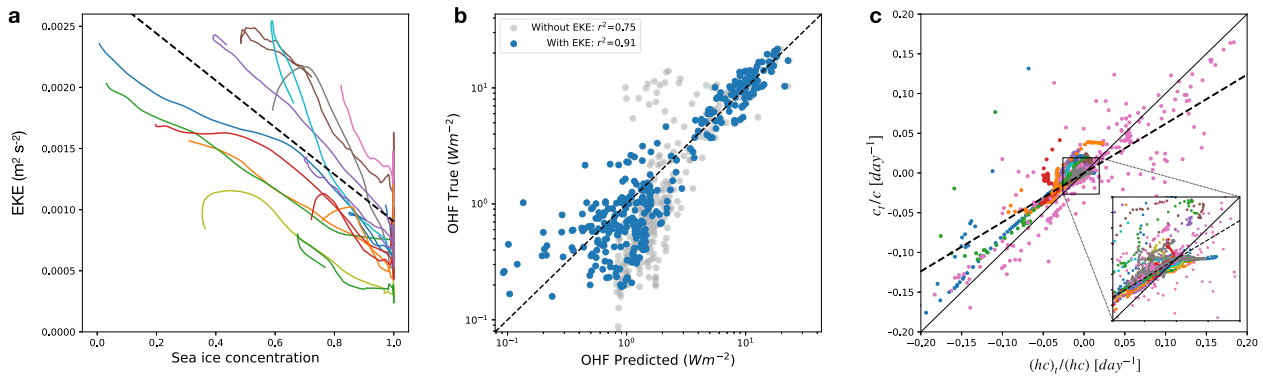 a
EKE (m² s⁻²)
0.0025
0.0020
0.0015
0.0010
0.0005
0.0000
0.0 0.2 0.4 0.6 0.8 1.0
Sea ice concentration
b
Without EKE: r²=0.75
With EKE: r²=0.91
OHF True (Wm⁻²)
10¹
10⁰
10⁻¹
10⁻¹ 10⁰ 10¹
OHF Predicted (Wm⁻²)
c
cₜ/c [day⁻¹]
0.20
0.15
0.10
0.05
0.00
−0.05
−0.10
−0.15
−0.20
−0.20 −0.15 −0.10 −0.05 0.00 0.05 0.10 0.15 0.20
(hc)ₜ/(hc) [day⁻¹]